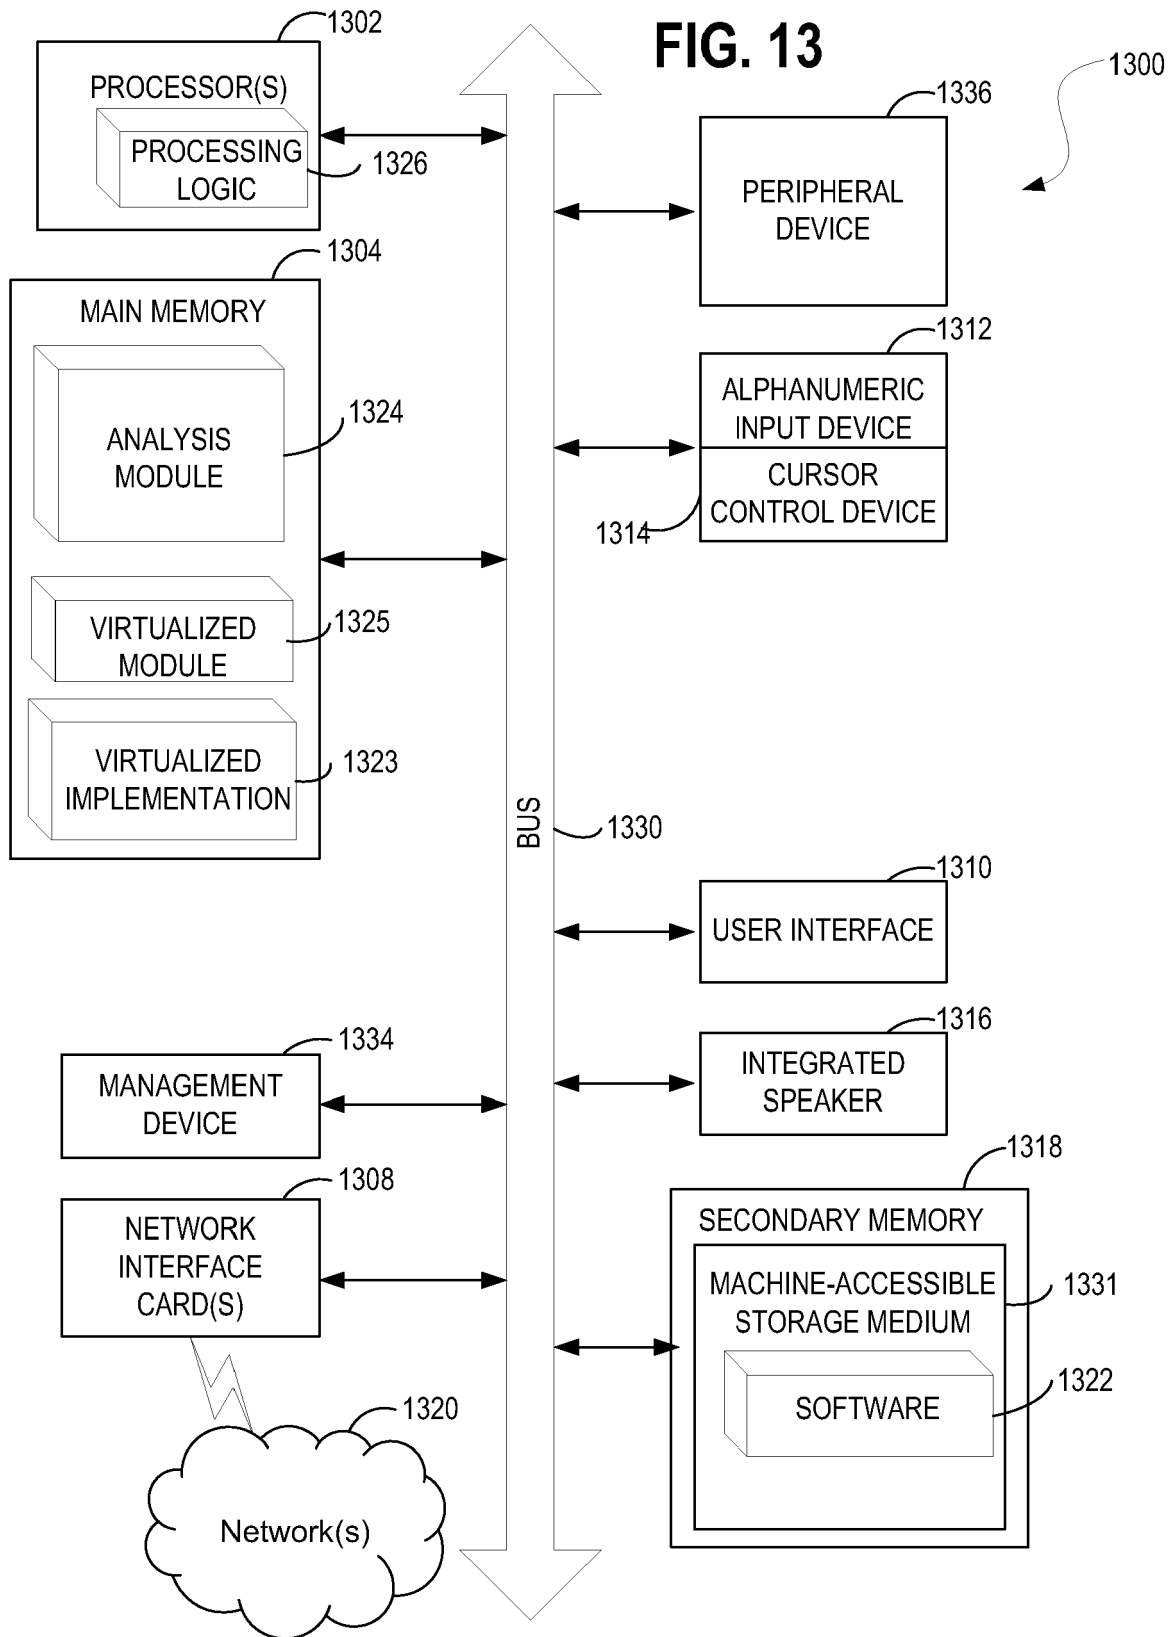 FIG. 13
1300
1302
PROCESSOR(S)
PROCESSING
LOGIC
1326
1304
MAIN MEMORY
ANALYSIS
MODULE
1324
VIRTUALIZED
MODULE
1325
VIRTUALIZED
IMPLEMENTATION
1323
BUS
1330
1336
PERIPHERAL
DEVICE
1312
ALPHANUMERIC
INPUT DEVICE
CURSOR
CONTROL DEVICE
1314
1310
USER INTERFACE
1316
INTEGRATED
SPEAKER
1334
MANAGEMENT
DEVICE
1308
NETWORK
INTERFACE
CARD(S)
1320
Network(s)
1318
SECONDARY MEMORY
MACHINE-ACCESSIBLE
STORAGE MEDIUM
1331
SOFTWARE
1322